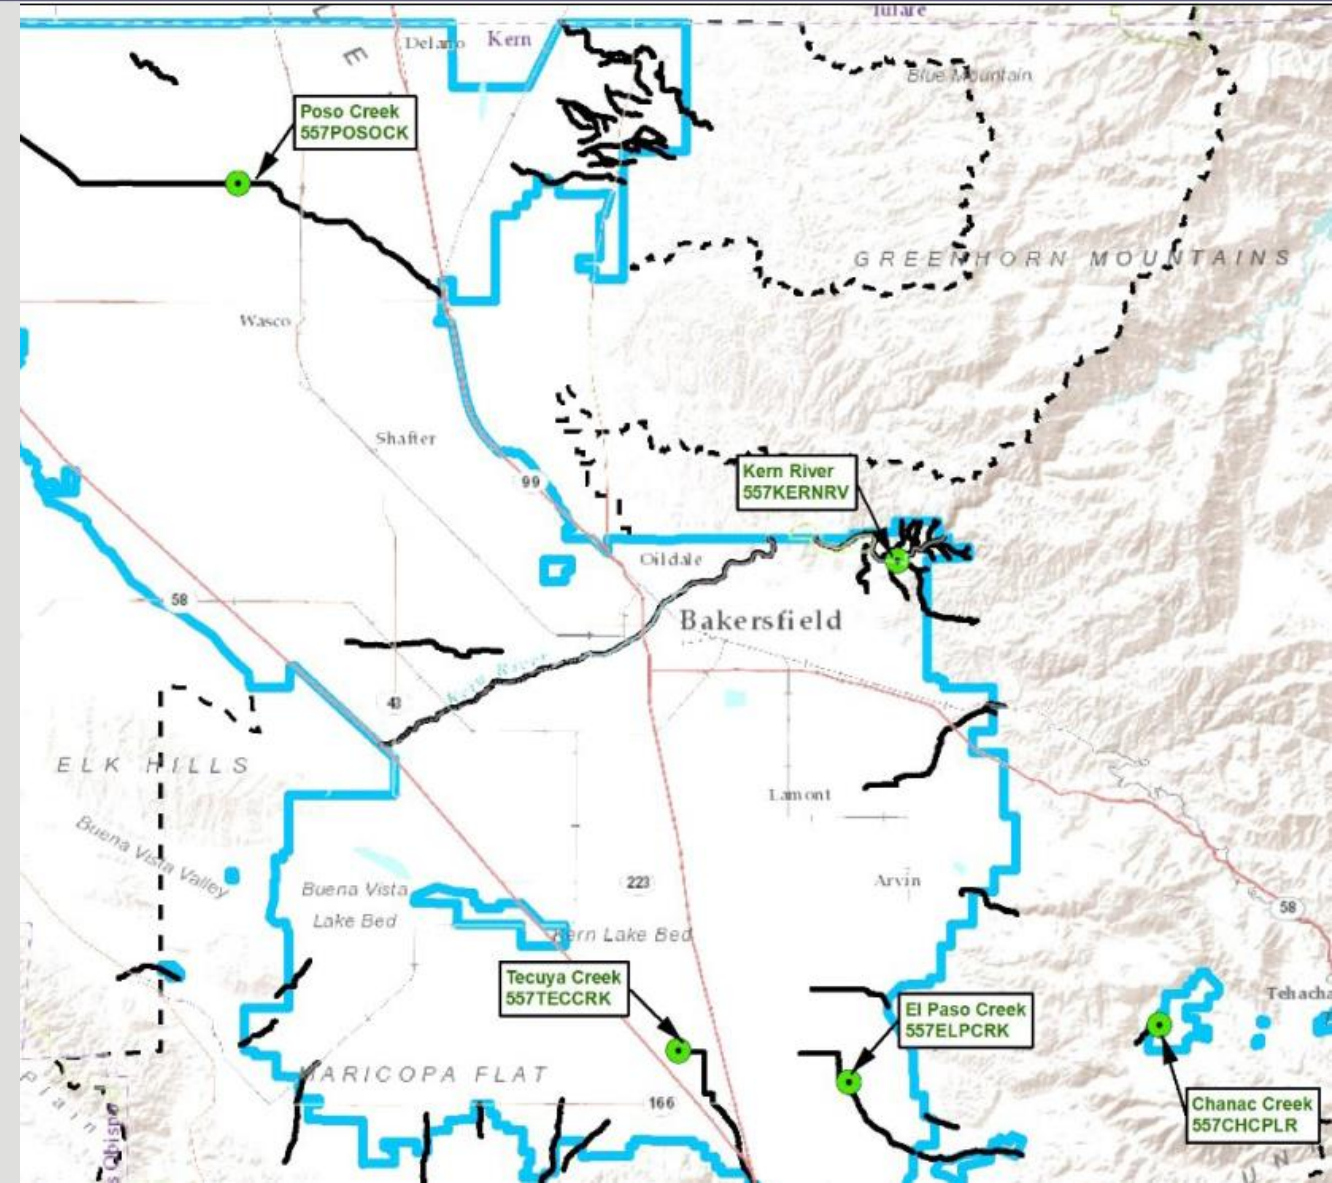 Tulare
L
E
Delano
Kern
Blue Mountain
Poso Creek
557POSOCK
GREENHORN MOUNTAINS
Wasco
Shafter
99
Kern River
557KERNRV
Oildale
58
Bakersfield
Kern River
43
ELK HILLS
Lamont
Buena Vista Valley
Buena Vista
Lake Bed
223
Arvin
58
Kern Lake Bed
Tecuya Creek
557TECCRK
El Paso Creek
557ELPCRK
Tehacha
MARICOPA FLAT
Plain
166
Chanac Creek
557CHCPLR
s Obispo
U N T